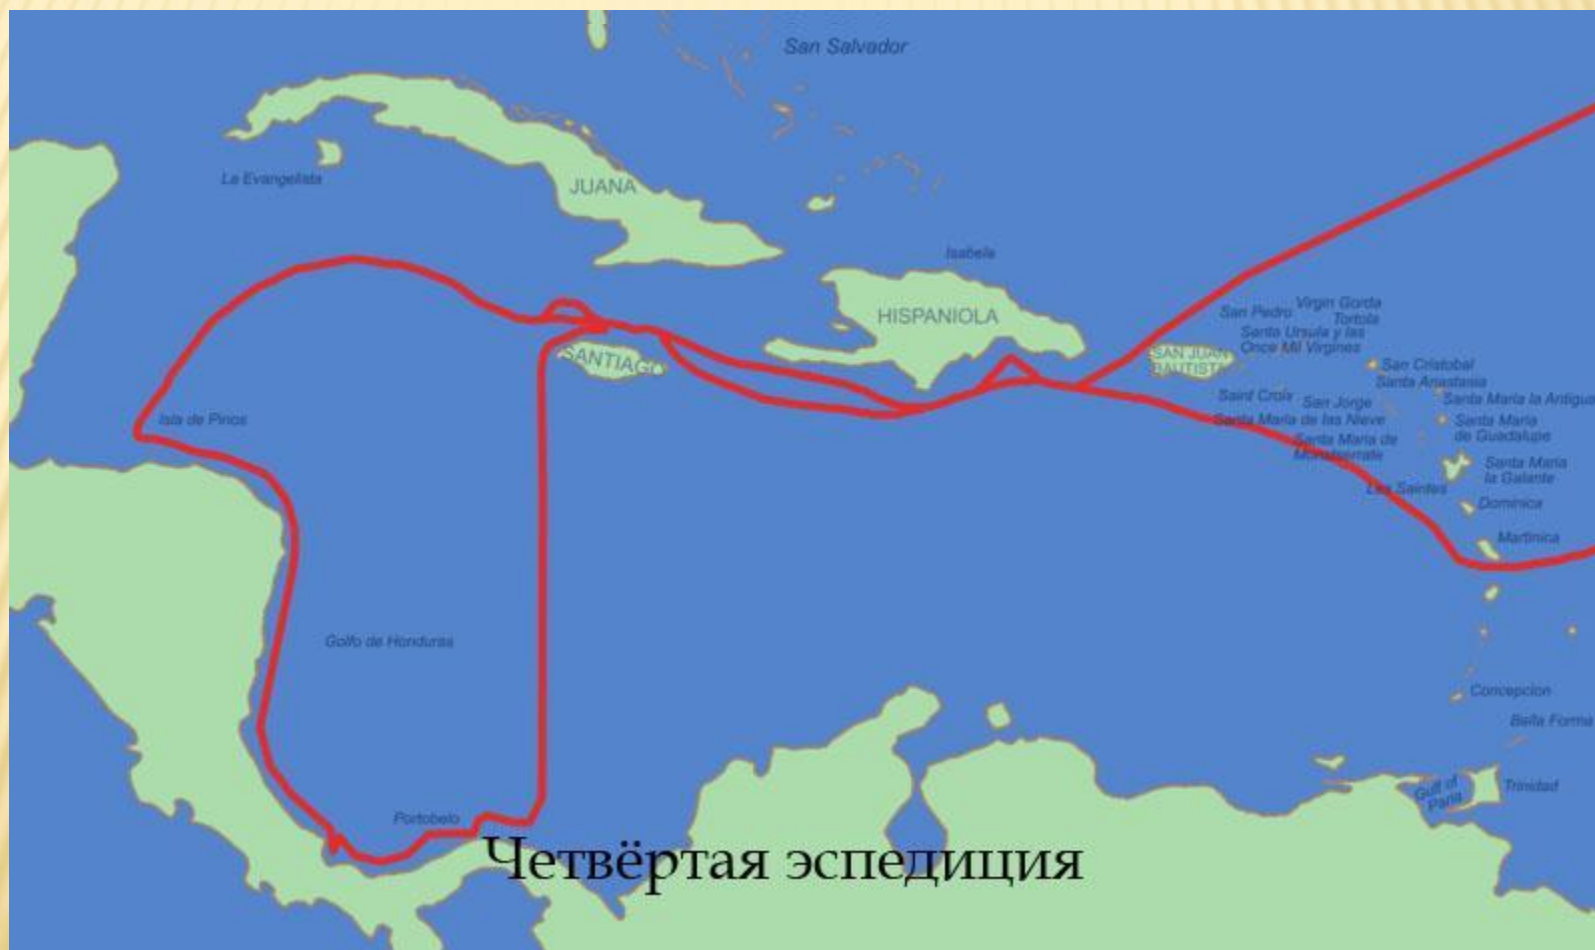 San Salvador
La Evangelista
JUANA
Isabela
HISPANIOLA
San Pedro
Virgin Gorda
Tortola
Santa Ursula y las
Once Mil Virgines
SANTIAGO
SAN JUAN
BAUTISTA
San Cristobal
Santa Anastasia
Saint Croix
San Jorge
Santa Maria la Antigua
Isla de Pinos
Santa Maria de las Nieve
Santa Maria
de Guadalupe
Santa Maria de
Montserrate
Santa Maria
la Galante
Las Saintes
Dominica
Martinica
Golfo de Honduras
Concepcion
Bella Forma
Gulf of
Paria
Trinidad
Portobelo
Четвёртая эспедиция